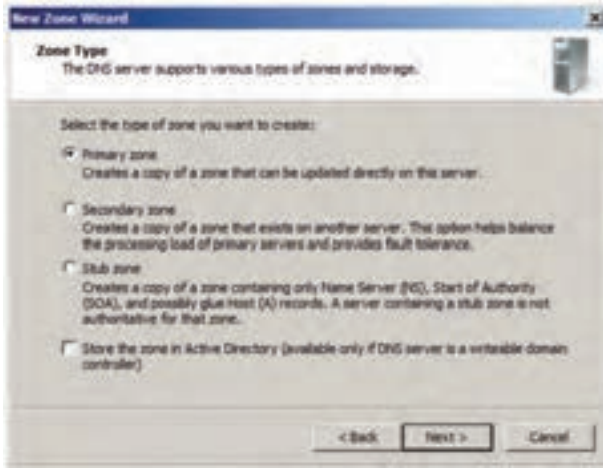 New Zone Wizard
Zone Type
The DNS server supports various types of zones and storage.
Select the type of zone you want to create:
Primary zone
Creates a copy of a zone that can be updated directly on this server.
Secondary zone
Creates a copy of a zone that exists on another server. This option helps balance
the processing load of primary servers and provides fault tolerance.
Stub zone
Creates a copy of a zone containing only Name Server (NS), Start of Authority
(SOA), and possibly glue Host (A) records. A server containing a stub zone is not
authoritative for that zone.
Store the zone in Active Directory (available only if DNS server is a writeable domain
controller)
< Back
Next >
Cancel